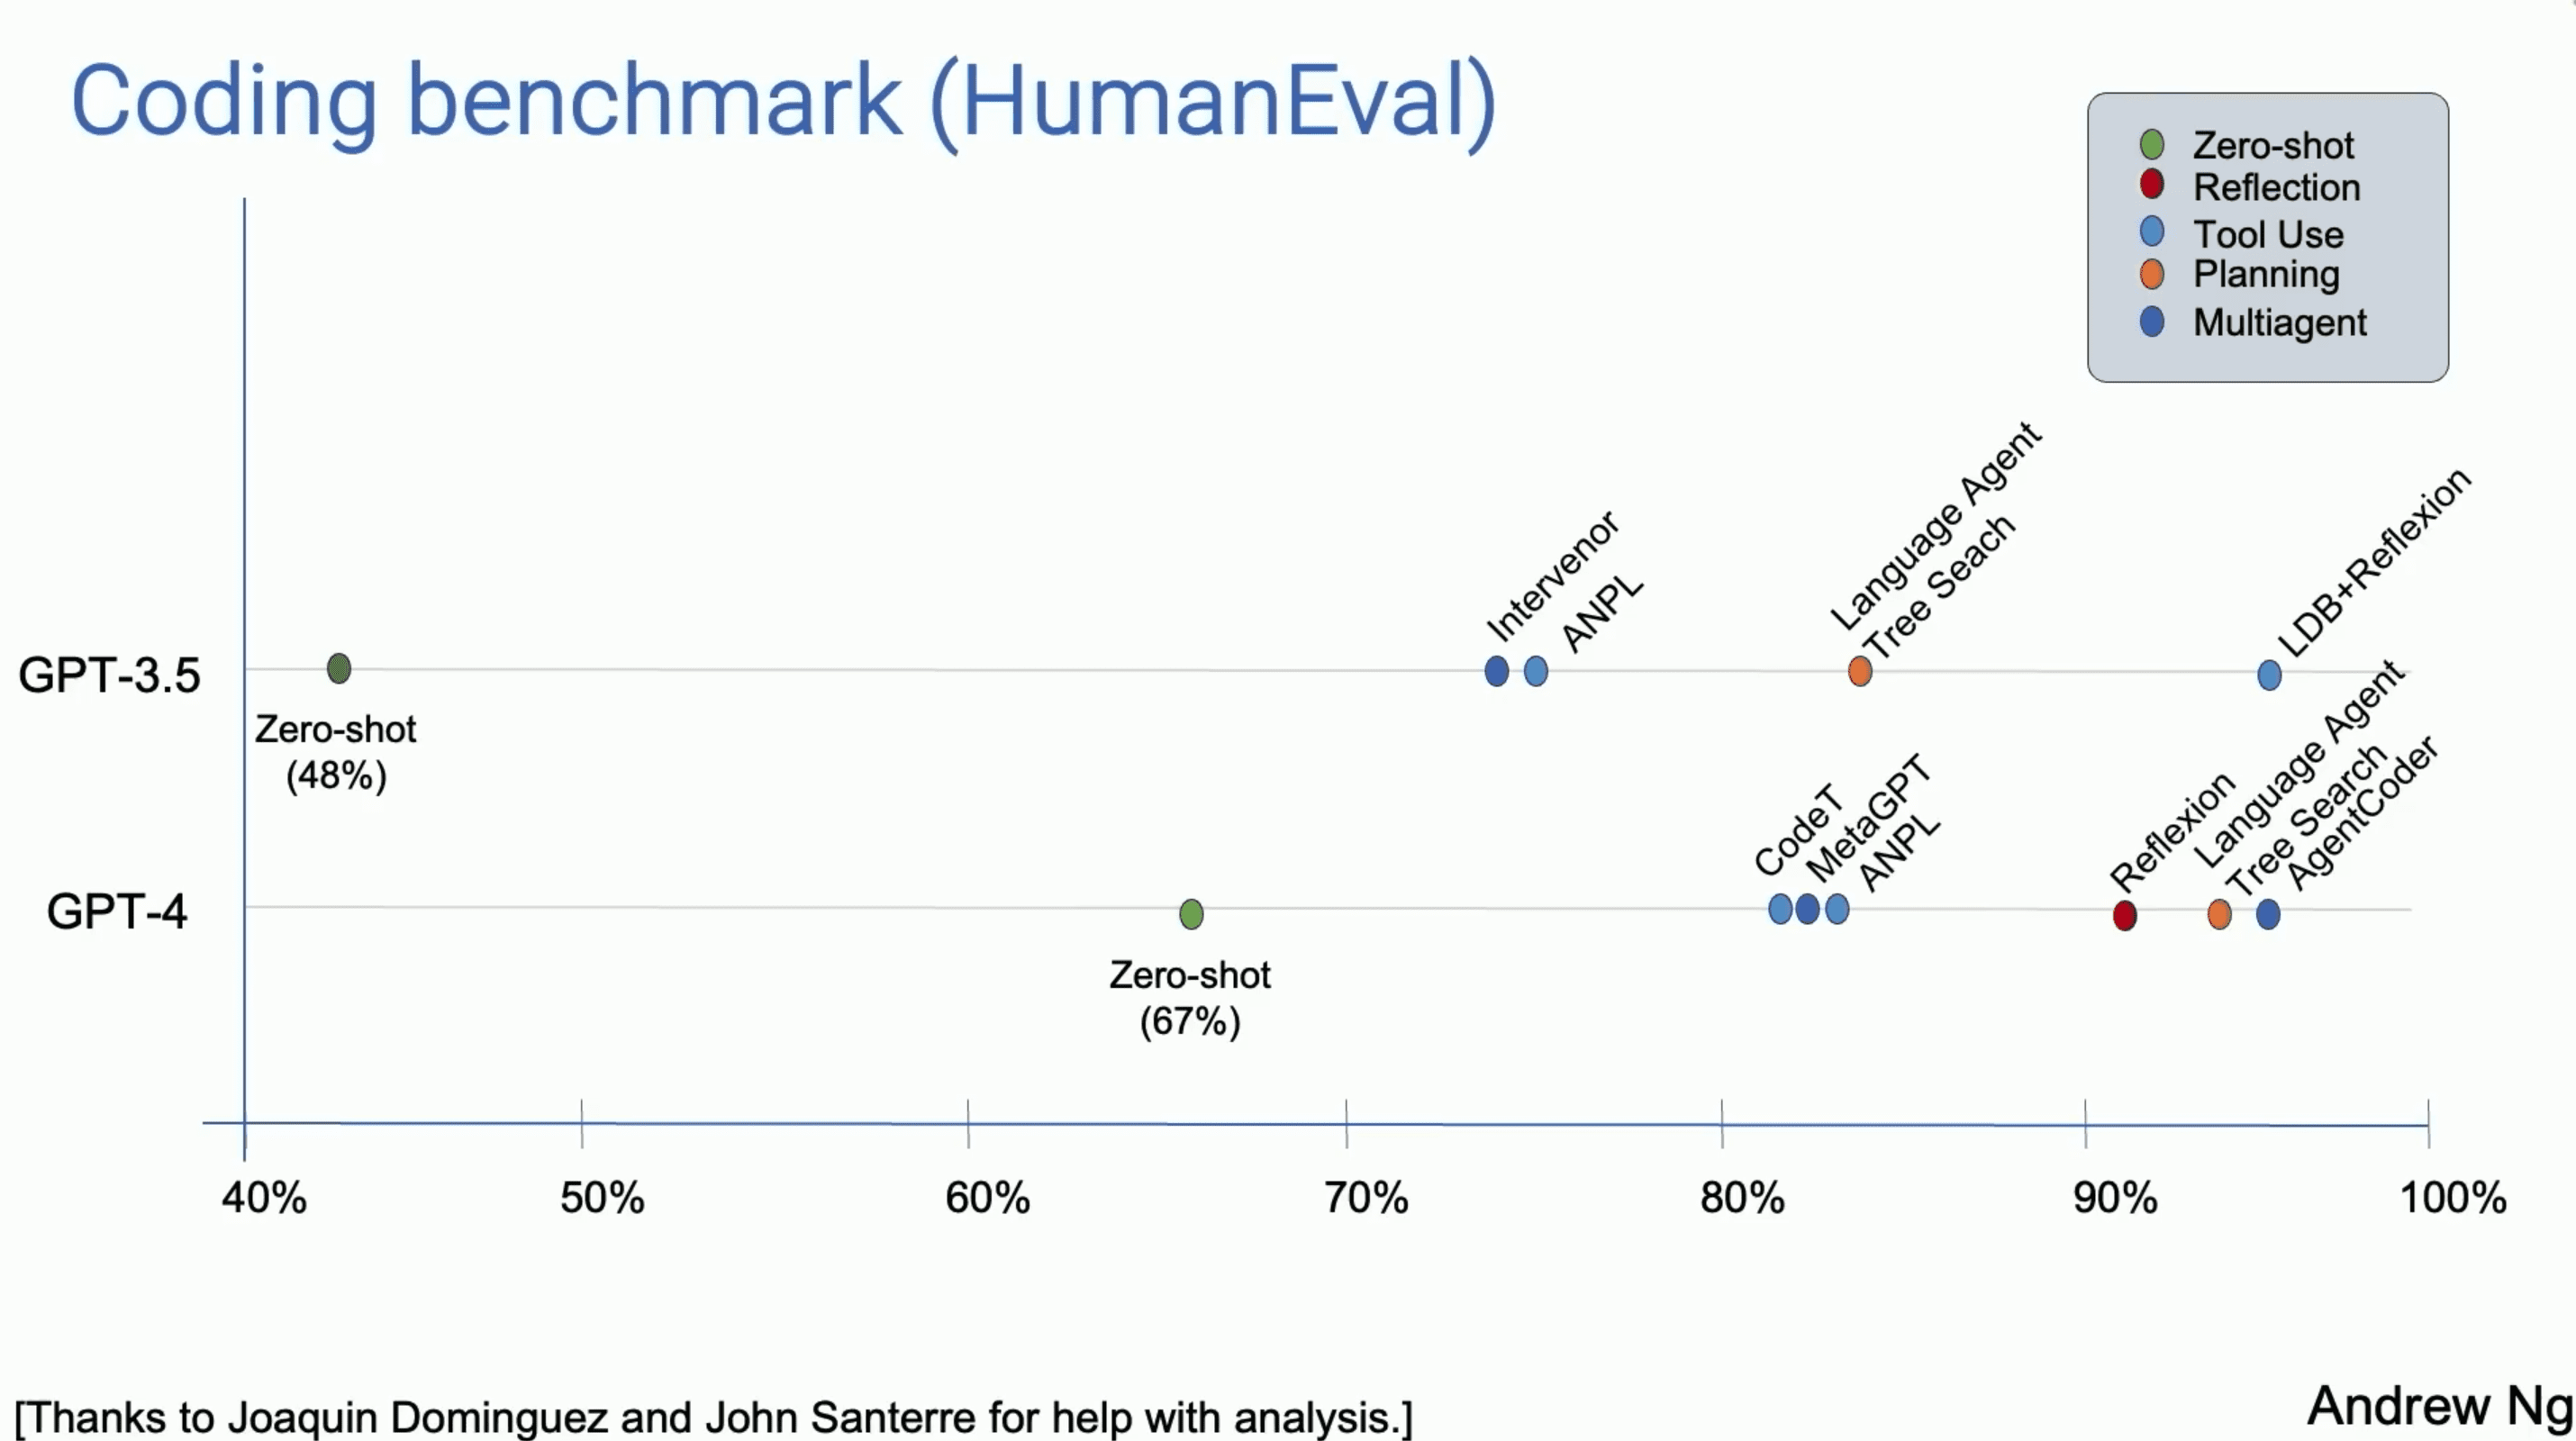 Coding benchmark (HumanEval)
Zero-shot
Reflection
Tool Use
Planning
Multiagent
GPT-3.5
Zero-shot
(48%)
Intervenor
ANPL
Language Agent
Tree Seach
LDB+Reflexion
GPT-4
Zero-shot
(67%)
CodeT
MetaGPT
ANPL
Reflexion
Language Agent
Tree Search
AgentCoder
40%
50%
60%
70%
80%
90%
100%
[Thanks to Joaquin Dominguez and John Santerre for help with analysis.]
Andrew Ng